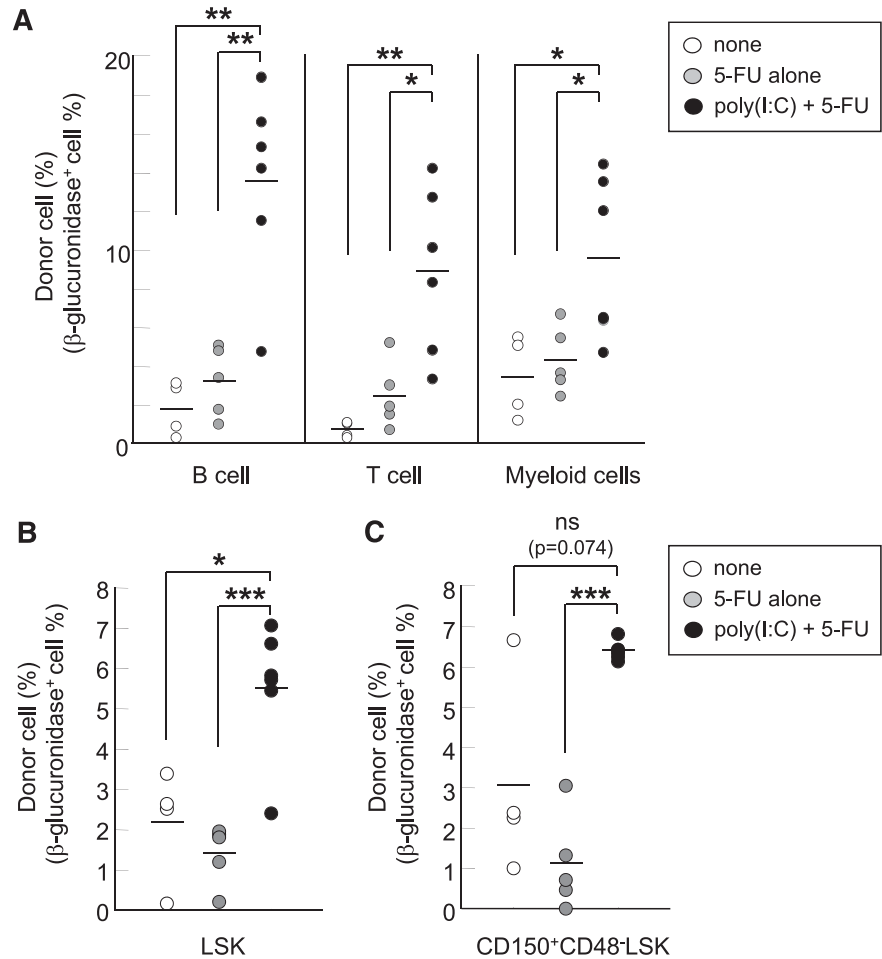 A
** 
**
**
*
*
*
20
10
0
Donor cell (%)
(β-glucuronidase⁺ cell %)
B cell
T cell
Myeloid cells
none
5-FU alone
poly(I:C) + 5-FU
B
*
***
8
7
6
5
4
3
2
1
0
Donor cell (%)
(β-glucuronidase⁺ cell %)
LSK
C
ns
(p=0.074)
***
8
7
6
5
4
3
2
1
0
Donor cell (%)
(β-glucuronidase⁺ cell %)
CD150⁺CD48⁻LSK
none
5-FU alone
poly(I:C) + 5-FU